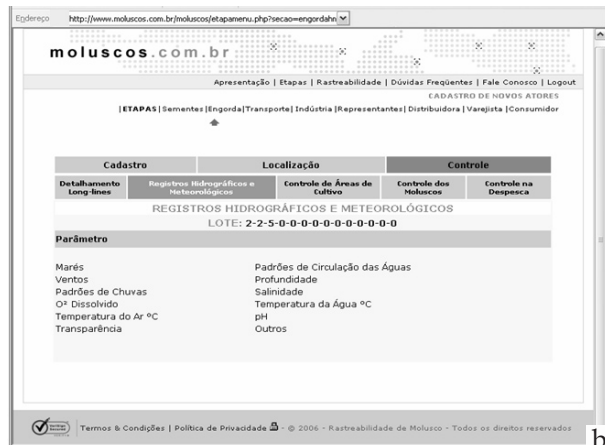 Endereço http://www.moluscos.com.br/moluscos/etapamenu.php?secao=engordahn
moluscos.com.br
Apresentação | Etapas | Rastreabilidade | Dúvidas Freqüentes | Fale Conosco | Logout
CADASTRO DE NOVOS ATORES
|ETAPAS| Sementes |Engorda|Transporte| Indústria |Representantes| Distribuidora | Varejista |Consumidor
Cadastro Localização Controle
Detalhamento Long-lines Registros Hidrográficos e Meteorológicos Controle de Áreas de Cultivo Controle dos Moluscos Controle na Despesca
REGISTROS HIDROGRÁFICOS E METEOROLÓGICOS
LOTE: 2-2-5-0-0-0-0-0-0-0-0-0-0
Parâmetro
Marés Padrões de Circulação das Águas
Ventos Profundidade
Padrões de Chuvas Salinidade
O² Dissolvido Temperatura da Água ºC
Temperatura do Ar ºC pH
Transparência Outros
Termos & Condições | Política de Privacidade - © 2006 - Rastreabilidade de Molusco - Todos os direitos reservados
b